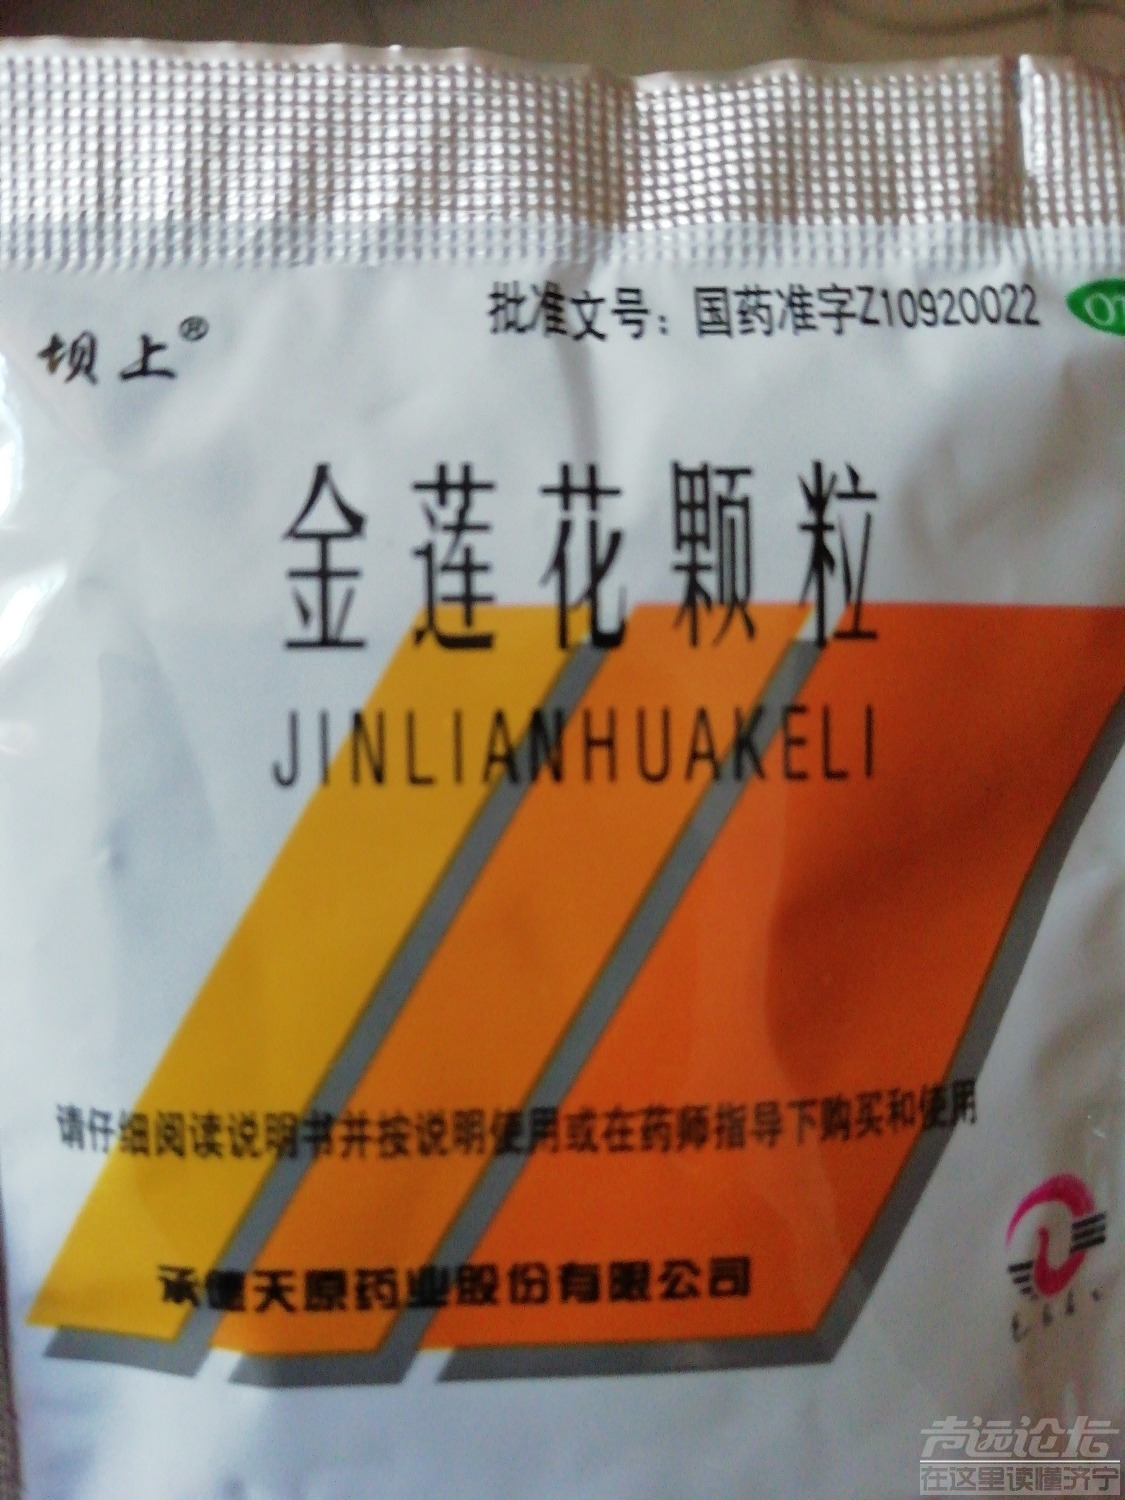 批准文号：国药准字Z10920022
OT
坝上®
金莲花颗粒
JINLIANHUAKELI
请仔细阅读说明书并按说明使用或在药师指导下购买和使用
承德天原药业股份有限公司
声远论坛
在这里读懂济宁